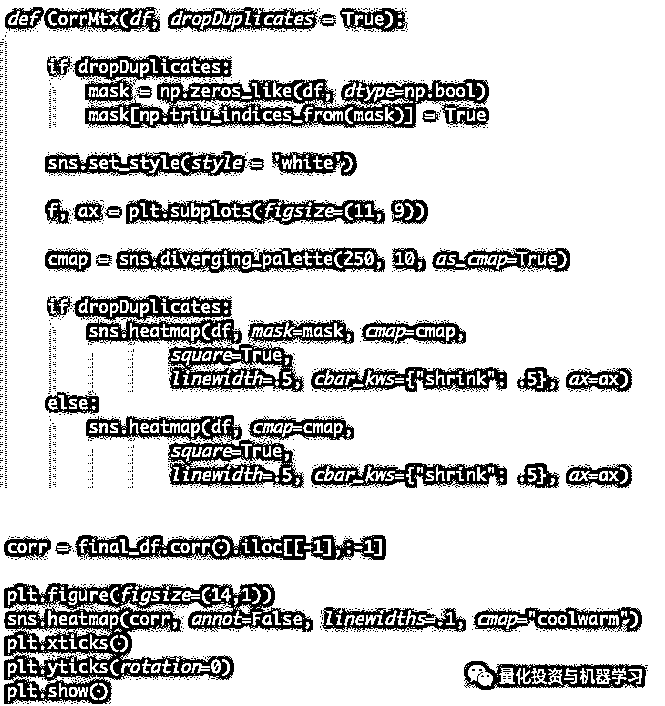 def CorrMtx(df, dropDuplicates = True):
if dropDuplicates:
mask = np.zeros_like(df, dtype=np.bool)
mask[np.triu_indices_from(mask)] = True
sns.set_style(style = 'white')
f, ax = plt.subplots(figsize=(11, 9))
cmap = sns.diverging_palette(250, 10, as_cmap=True)
if dropDuplicates:
sns.heatmap(df, mask=mask, cmap=cmap,
square=True,
linewidth=.5, cbar_kws={"shrink": .5}, ax=ax)
else:
sns.heatmap(df, cmap=cmap,
square=True,
linewidth=.5, cbar_kws={"shrink": .5}, ax=ax)
corr = final_df.corr().iloc[[-1],:-1]
plt.figure(figsize=(14,1))
sns.heatmap(corr, annot=False, linewidths=.1, cmap="coolwarm")
plt.xticks()
plt.yticks(rotation=0)
plt.show()
量化投资与机器学习